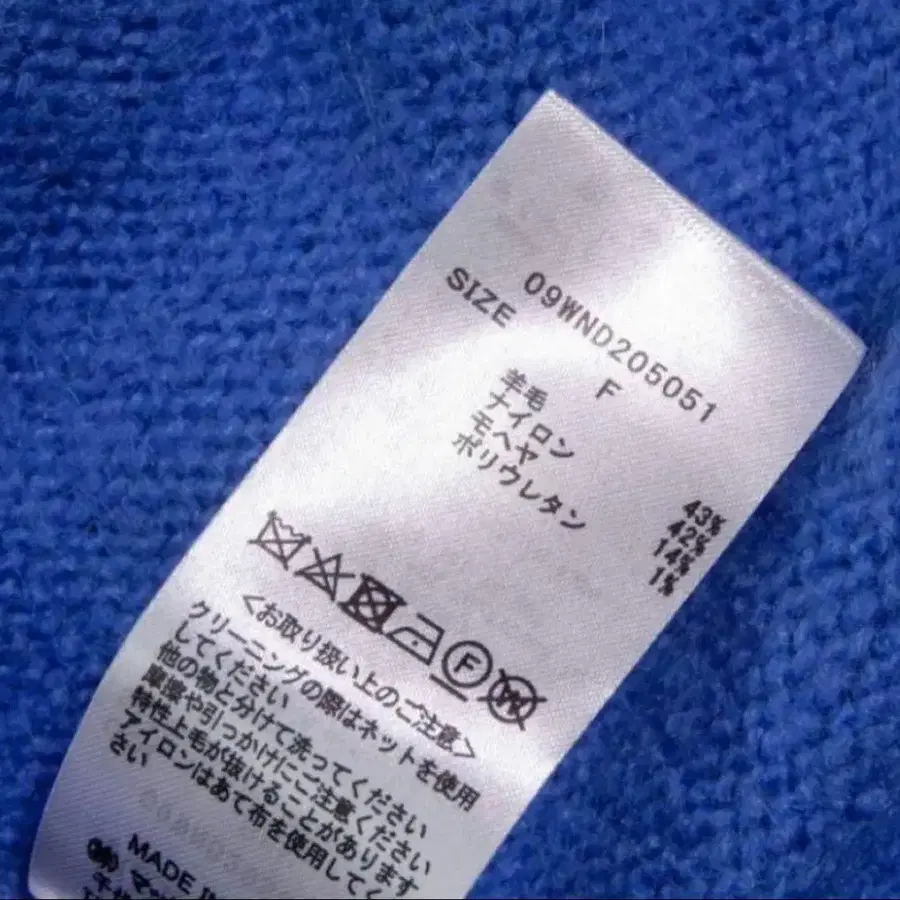 09WND205051
SIZE F
羊毛 43%
ナイロン 42%
モヘヤ 14%
ポリウレタン 1%
F
W
<お取り扱い上のご注意>
クリーニングの際はネットを使用
してください
他の物と分けて洗ってください
摩擦や引っかけにご注意ください
特性上毛が抜けることがあります
アイロンはあて布を使用してくだ
さい
MADE IN
㈱マッ